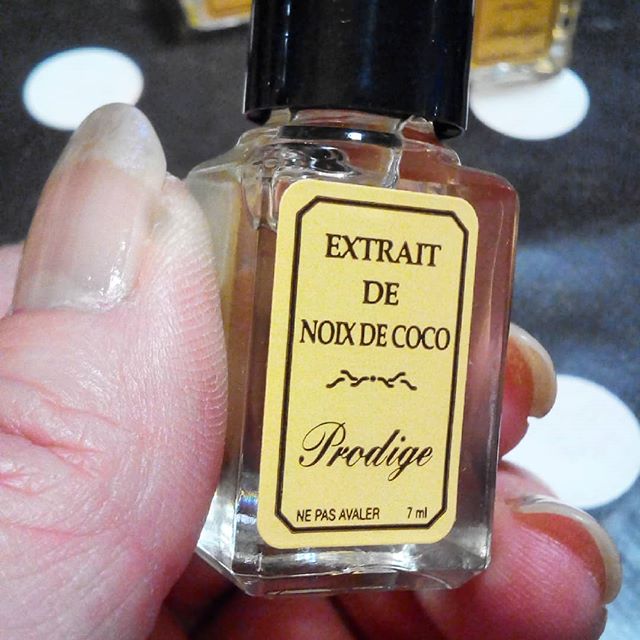 EXTRAIT
DE
NOIX DE COCO
Prodige
NE PAS AVALER 7 ml